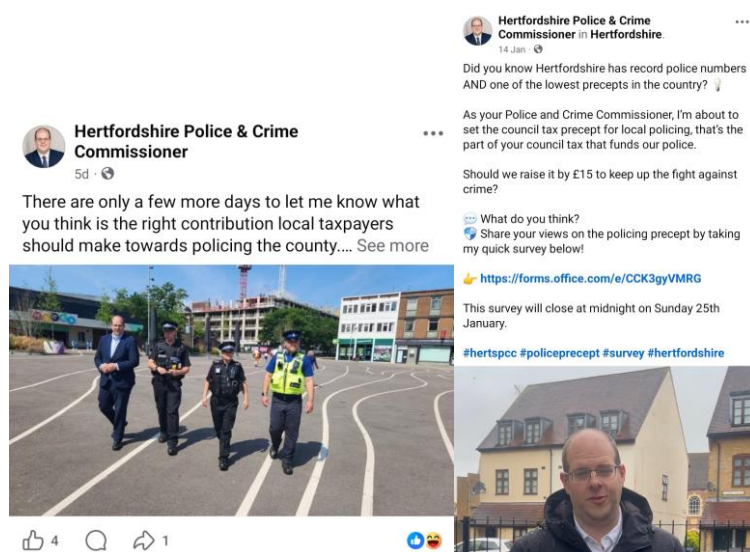 Hertfordshire Police & Crime
Commissioner
5d ·
There are only a few more days to let me know what
you think is the right contribution local taxpayers
should make towards policing the county.... See more
4
1
Hertfordshire Police & Crime
Commissioner in Hertfordshire.
14 Jan ·
Did you know Hertfordshire has record police numbers
AND one of the lowest precepts in the country?
As your Police and Crime Commissioner, I'm about to
set the council tax precept for local policing, that's the
part of your council tax that funds our police.
Should we raise it by £15 to keep up the fight against
crime?
What do you think?
Share your views on the policing precept by taking
my quick survey below!
https://forms.office.com/e/CCK3gyVMRG
This survey will close at midnight on Sunday 25th
January.
#hertspcc #policeprecept #survey #hertfordshire